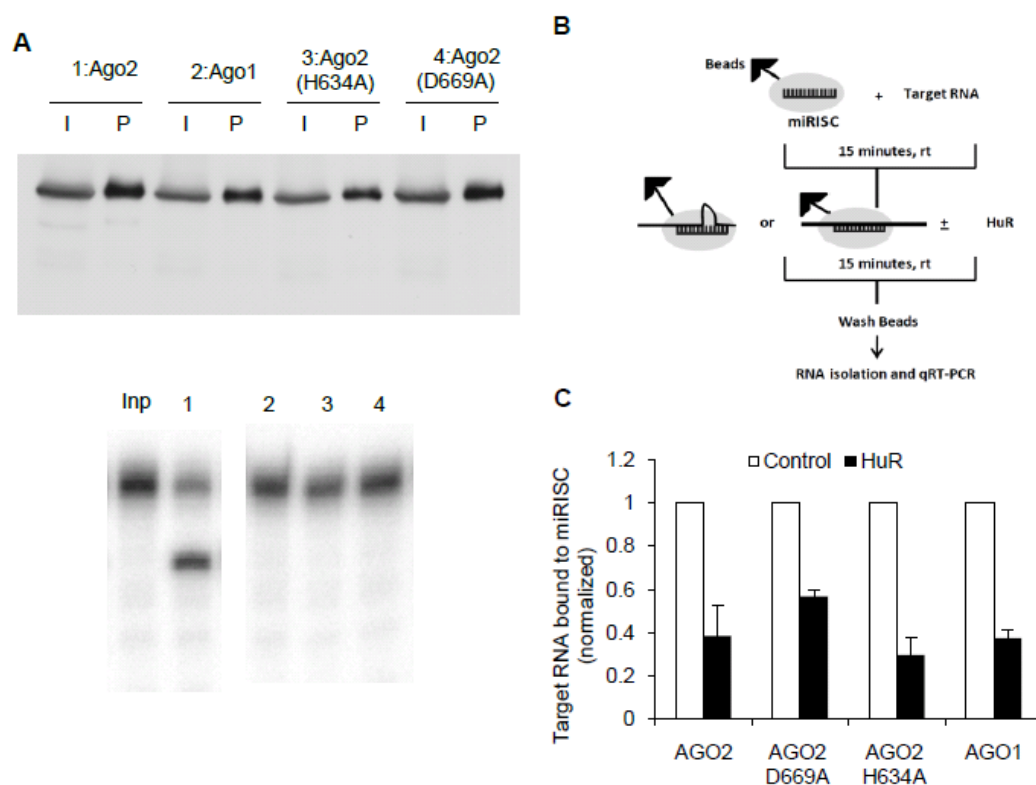 A
1:Ago2 2:Ago1 3:Ago2 (H634A) 4:Ago2 (D669A)
I P I P I P I P
Inp 1 2 3 4
B
Beads
+ Target RNA
miRISC
15 minutes, rt
or ± HuR
15 minutes, rt
Wash Beads
RNA isolation and qRT-PCR
C
Control HuR
Target RNA bound to miRISC
(normalized)
1.2
1
0.8
0.6
0.4
0.2
0
AGO2 AGO2 D669A AGO2 H634A AGO1